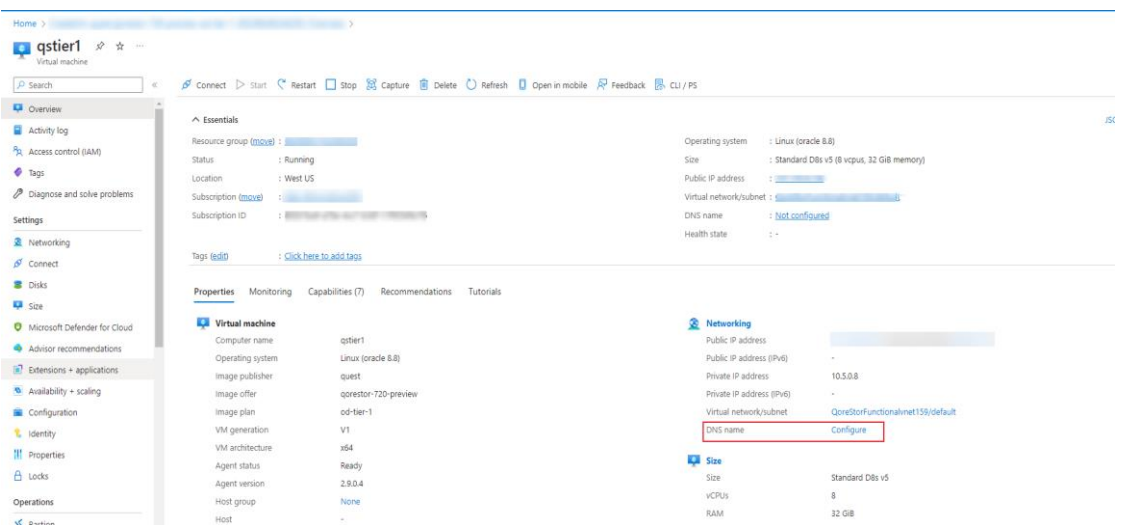 Home > >
qstier1 ...
Virtual machine
Search «
Connect Start Restart Stop Capture Delete Refresh Open in mobile Feedback CLI / PS
Overview
Activity log
Access control (IAM)
Tags
Diagnose and solve problems
Settings
Networking
Connect
Disks
Size
Microsoft Defender for Cloud
Advisor recommendations
Extensions + applications
Availability + scaling
Configuration
Identity
Properties
Locks
Operations
Bastion
Essentials
Resource group (move) :
Status : Running
Location : West US
Subscription (move) :
Subscription ID :
Operating system : Linux (oracle 8.8)
Size : Standard D8s v5 (8 vcpus, 32 GiB memory)
Public IP address :
Virtual network/subnet :
DNS name : Not configured
Health state : -
Tags (edit) : Click here to add tags
Properties Monitoring Capabilities (7) Recommendations Tutorials
Virtual machine
Computer name qstier1
Operating system Linux (oracle 8.8)
Image publisher quest
Image offer qorestor-720-preview
Image plan od-tier-1
VM generation V1
VM architecture x64
Agent status Ready
Agent version 2.9.0.4
Host group None
Host -
Networking
Public IP address
Public IP address (IPv6) -
Private IP address 10.5.0.8
Private IP address (IPv6) -
Virtual network/subnet QoreStorFunctionalvnet159/default
DNS name Configure
Size
Size Standard D8s v5
vCPUs 8
RAM 32 GiB